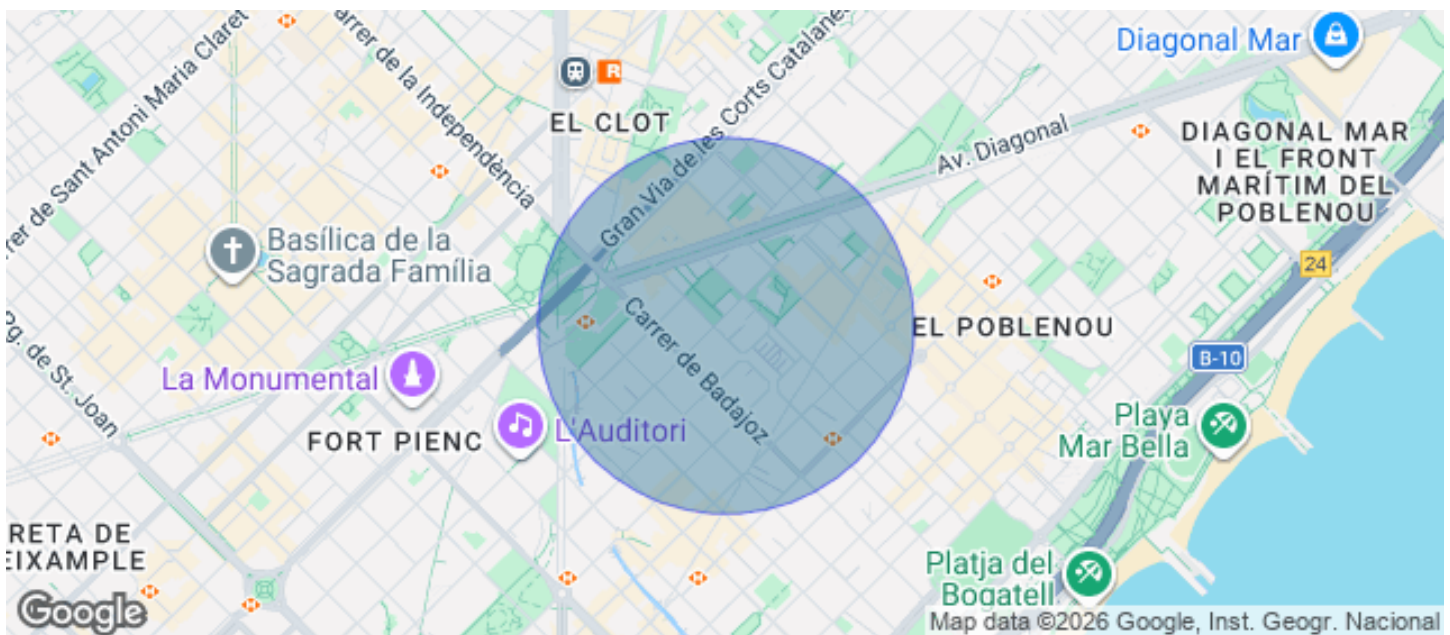 Diagonal Mar
Carrer de la Independència
Gran Via de les Corts Catalanes
EL CLOT
Av. Diagonal
DIAGONAL MAR
I EL FRONT
MARÍTIM DEL
POBLENOU
Sant Antoni Maria Claret
Basílica de la
Sagrada Família
24
EL POBLENOU
Carrer de Badajoz
B-10
La Monumental
Pg. de St. Joan
FORT PIENC
L'Auditori
Playa
Mar Bella
RETA DE
EIXAMPLE
Platja del
Bogatell
Google
Map data ©2026 Google, Inst. Geogr. Nacional